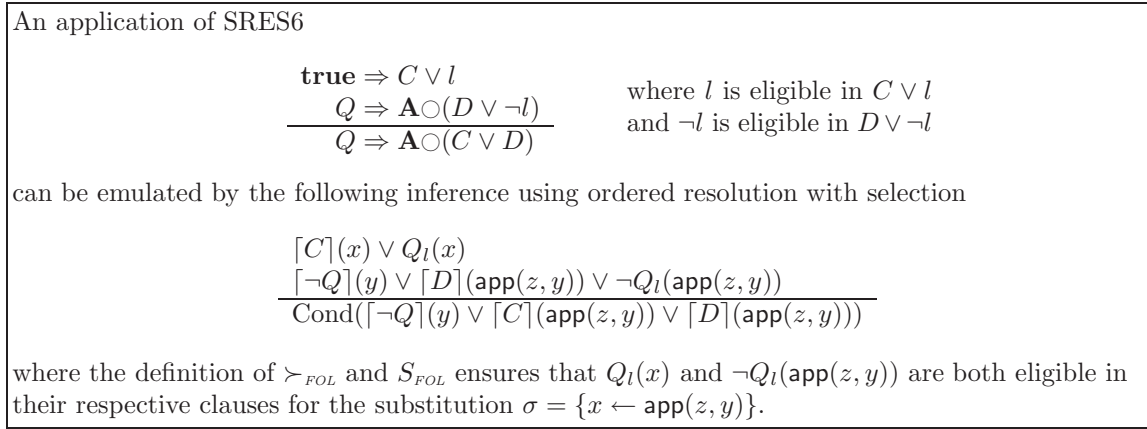 An application of SRES6
true ⇒ C ∨ l
Q ⇒ A○(D ∨ ¬l)
Q ⇒ A○(C ∨ D)
where l is eligible in C ∨ l
and ¬l is eligible in D ∨ ¬l
can be emulated by the following inference using ordered resolution with selection
⌈C⌉(x) ∨ Q_l(x)
⌈¬Q⌉(y) ∨ ⌈D⌉(app(z, y)) ∨ ¬Q_l(app(z, y))
Cond(⌈¬Q⌉(y) ∨ ⌈C⌉(app(z, y)) ∨ ⌈D⌉(app(z, y)))
where the definition of ≻_FOL and S_FOL ensures that Q_l(x) and ¬Q_l(app(z, y)) are both eligible in
their respective clauses for the substitution σ = {x ← app(z, y)}.